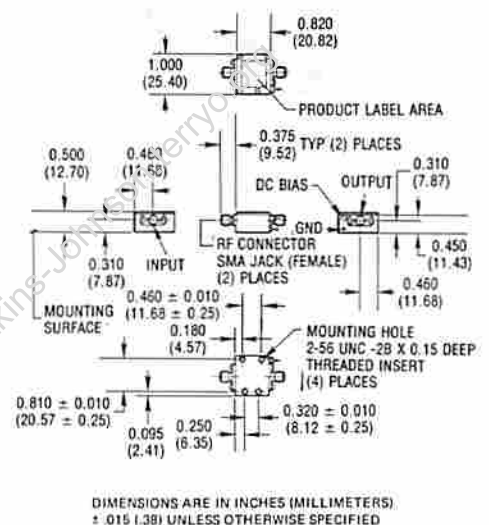 0.820
(20.82)
1.000
(25.40)
PRODUCT LABEL AREA
0.375 TYP (2) PLACES
(9.52)
0.500
(12.70)
0.460
(11.68)
DC BIAS
OUTPUT
0.310
(7.87)
GND
0.310
(7.87)
INPUT
RF CONNECTOR
SMA JACK (FEMALE)
(2) PLACES
0.450
(11.43)
0.460
(11.68)
MOUNTING
SURFACE
0.460 ± 0.010
(11.68 ± 0.25)
0.180
(4.57)
MOUNTING HOLE
2-56 UNC -2B X 0.15 DEEP
THREADED INSERT
(4) PLACES
0.810 ± 0.010
(20.57 ± 0.25)
0.095
(2.41)
0.250
(6.35)
0.320 ± 0.010
(8.12 ± 0.25)
DIMENSIONS ARE IN INCHES (MILLIMETERS)
± .015 (.38) UNLESS OTHERWISE SPECIFIED